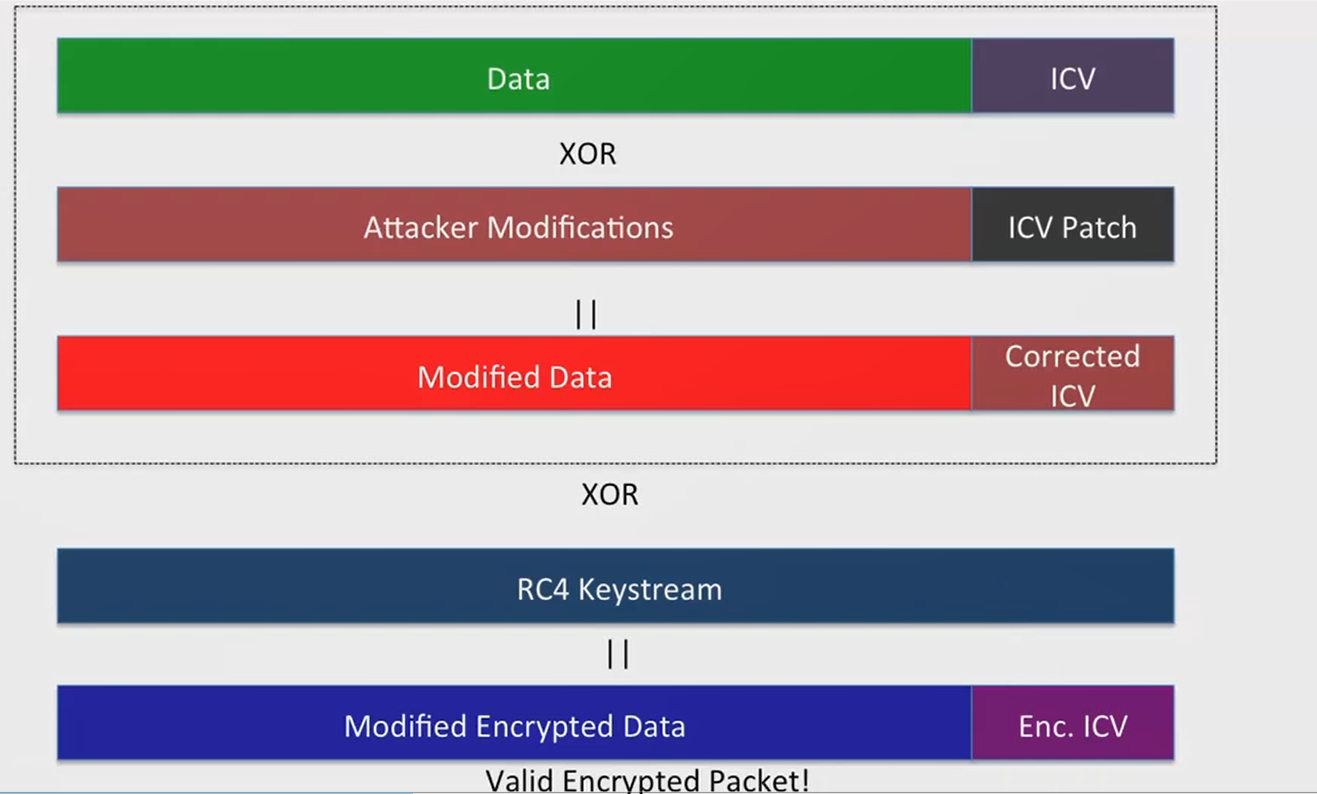 Data ICV
XOR
Attacker Modifications ICV Patch
||
Modified Data Corrected
ICV
XOR
RC4 Keystream
||
Modified Encrypted Data Enc. ICV
Valid Encrypted Packet!